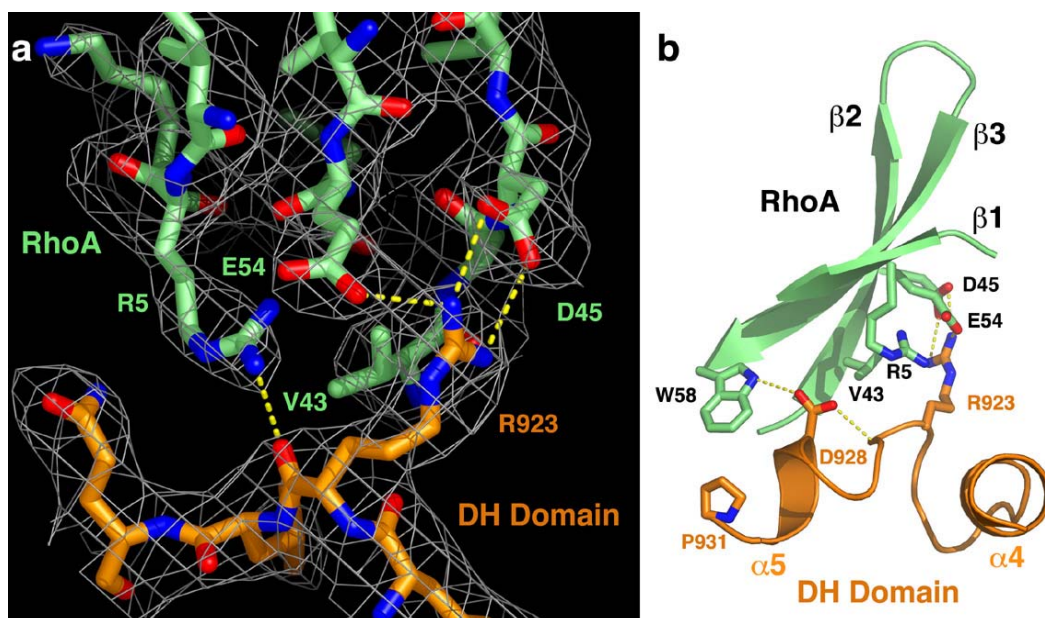 a
RhoA
E54
R5
D45
V43
R923
DH Domain
b
β2
β3
RhoA
β1
D45
E54
R5
W58
V43
R923
D928
P931
α5
α4
DH Domain